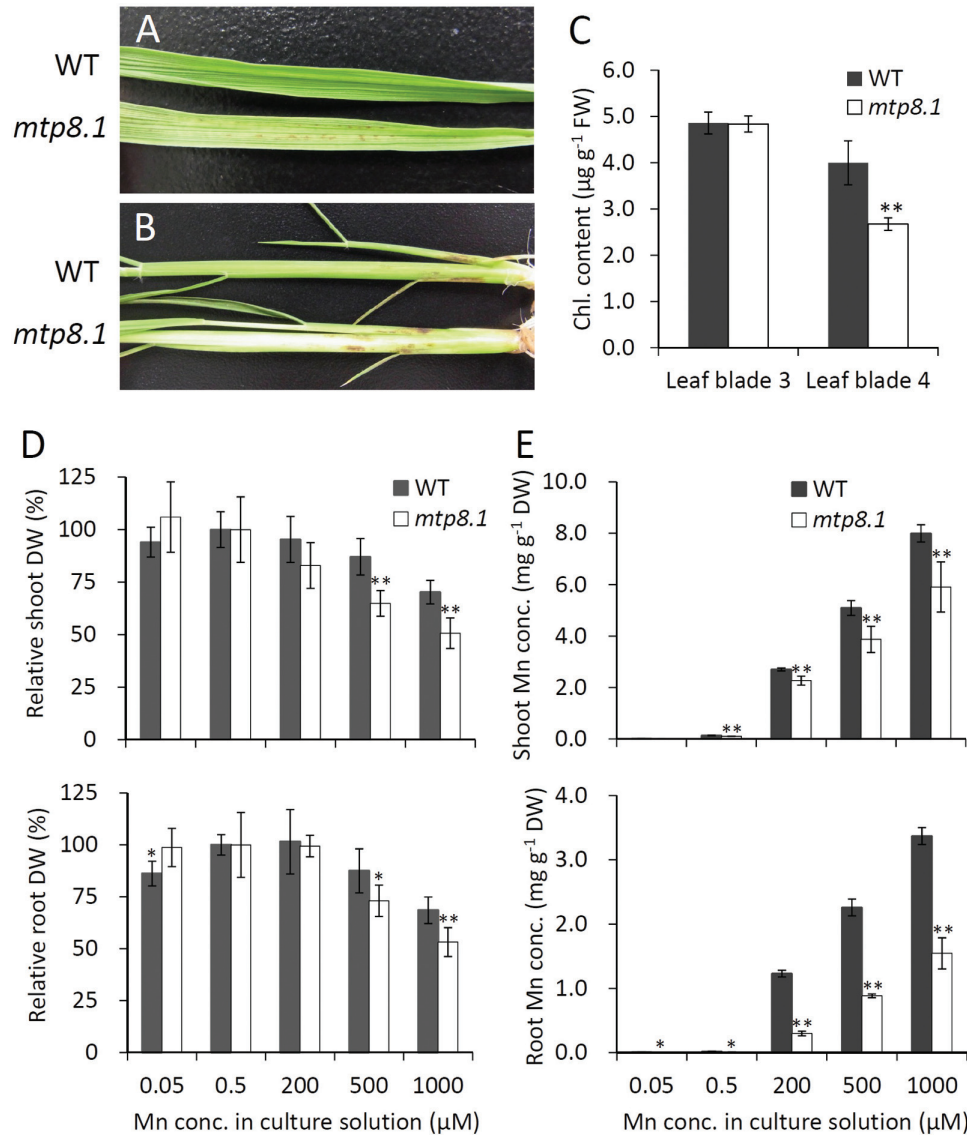 A
WT
mtp8.1
B
WT
mtp8.1
C
Chl. content (µg g⁻¹ FW)
6.0
5.0
4.0
3.0
2.0
1.0
0.0
WT
mtp8.1
**
Leaf blade 3 Leaf blade 4
D
Relative shoot DW (%)
125
100
75
50
25
0
WT
mtp8.1
** **
Relative root DW (%)
125
100
75
50
25
0
* * **
0.05 0.5 200 500 1000
Mn conc. in culture solution (µM)
E
Shoot Mn conc. (mg g⁻¹ DW)
10.0
8.0
6.0
4.0
2.0
0.0
WT
mtp8.1
** ** ** **
Root Mn conc. (mg g⁻¹ DW)
4.0
3.0
2.0
1.0
0.0
* * ** ** **
0.05 0.5 200 500 1000
Mn conc. in culture solution (µM)